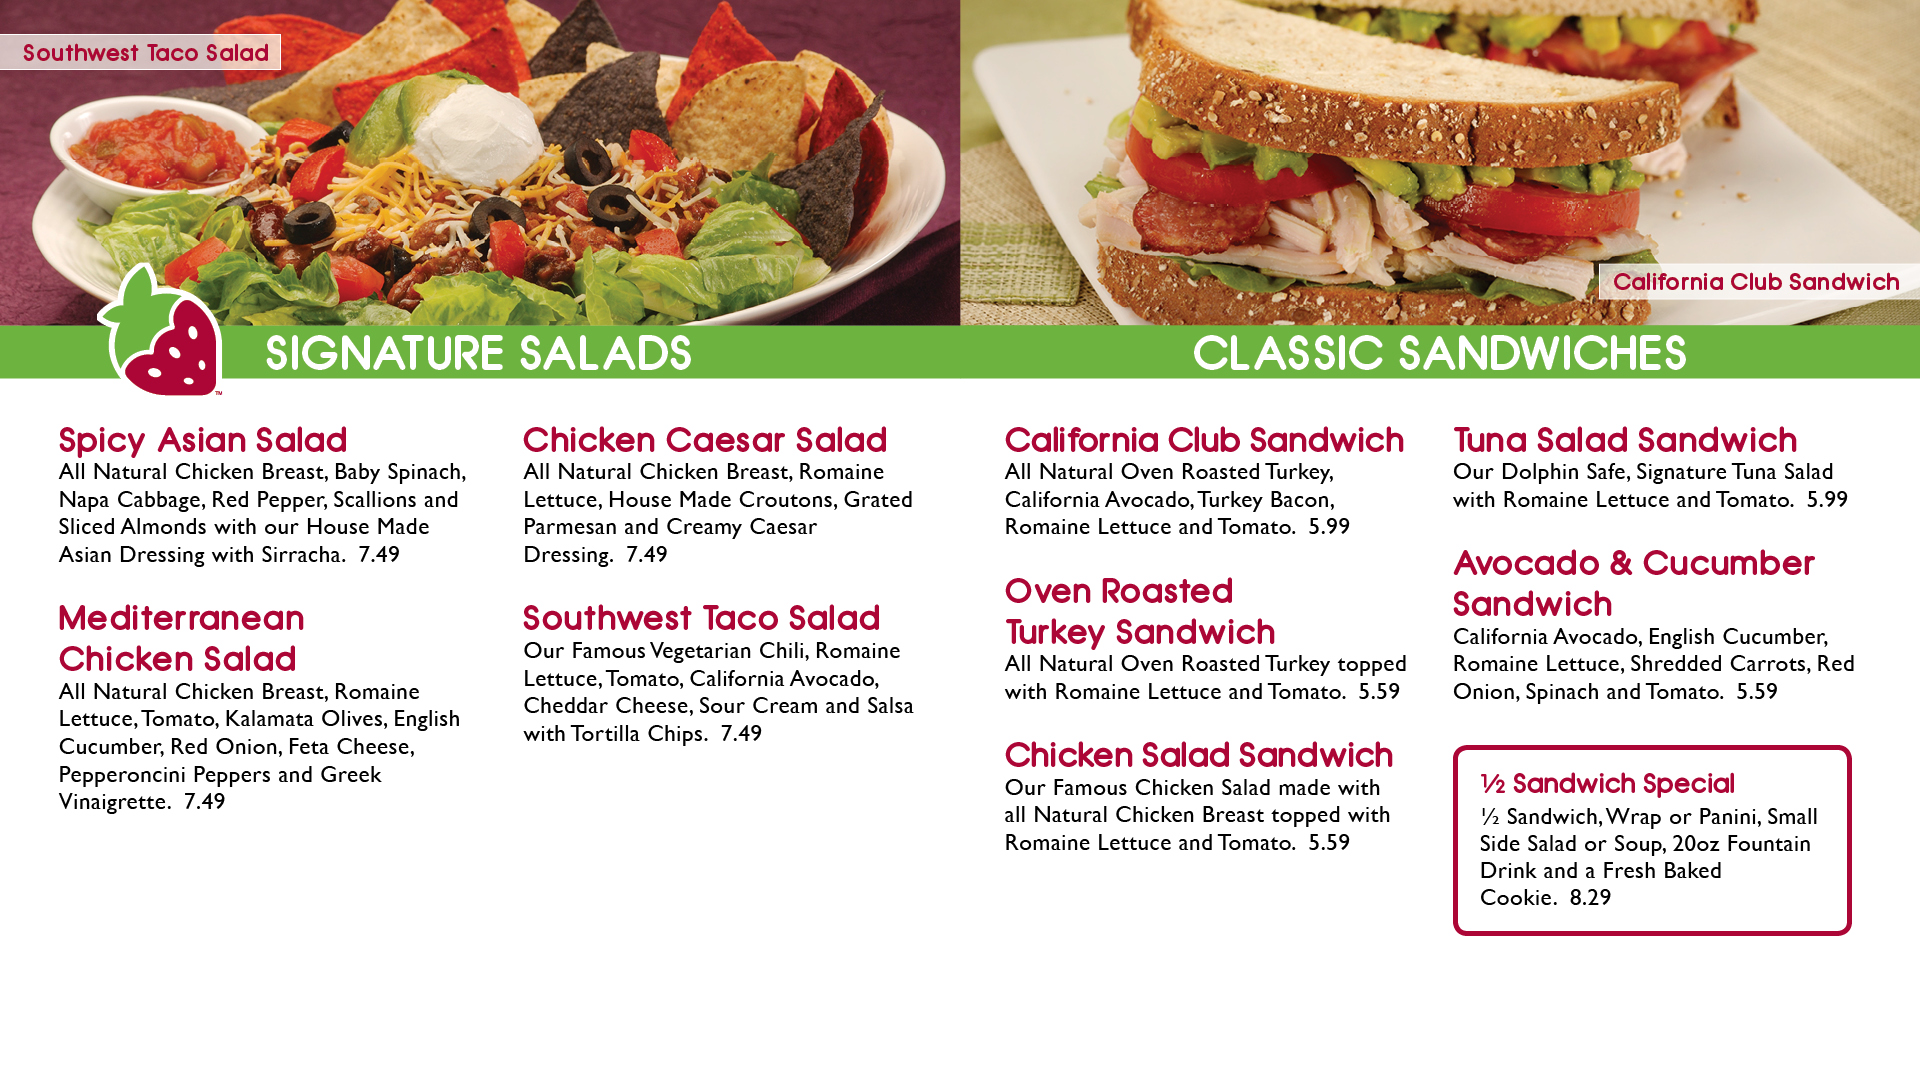 Southwest Taco Salad
California Club Sandwich
SIGNATURE SALADS
Spicy Asian Salad
All Natural Chicken Breast, Baby Spinach,
Napa Cabbage, Red Pepper, Scallions and
Sliced Almonds with our House Made
Asian Dressing with Sirracha. 7.49
Mediterranean
Chicken Salad
All Natural Chicken Breast, Romaine
Lettuce, Tomato, Kalamata Olives, English
Cucumber, Red Onion, Feta Cheese,
Pepperoncini Peppers and Greek
Vinaigrette. 7.49
Chicken Caesar Salad
All Natural Chicken Breast, Romaine
Lettuce, House Made Croutons, Grated
Parmesan and Creamy Caesar
Dressing. 7.49
Southwest Taco Salad
Our Famous Vegetarian Chili, Romaine
Lettuce, Tomato, California Avocado,
Cheddar Cheese, Sour Cream and Salsa
with Tortilla Chips. 7.49
CLASSIC SANDWICHES
California Club Sandwich
All Natural Oven Roasted Turkey,
California Avocado, Turkey Bacon,
Romaine Lettuce and Tomato. 5.99
Oven Roasted
Turkey Sandwich
All Natural Oven Roasted Turkey topped
with Romaine Lettuce and Tomato. 5.59
Chicken Salad Sandwich
Our Famous Chicken Salad made with
all Natural Chicken Breast topped with
Romaine Lettuce and Tomato. 5.59
Tuna Salad Sandwich
Our Dolphin Safe, Signature Tuna Salad
with Romaine Lettuce and Tomato. 5.99
Avocado & Cucumber
Sandwich
California Avocado, English Cucumber,
Romaine Lettuce, Shredded Carrots, Red
Onion, Spinach and Tomato. 5.59
½ Sandwich Special
½ Sandwich, Wrap or Panini, Small
Side Salad or Soup, 20oz Fountain
Drink and a Fresh Baked
Cookie. 8.29
TM